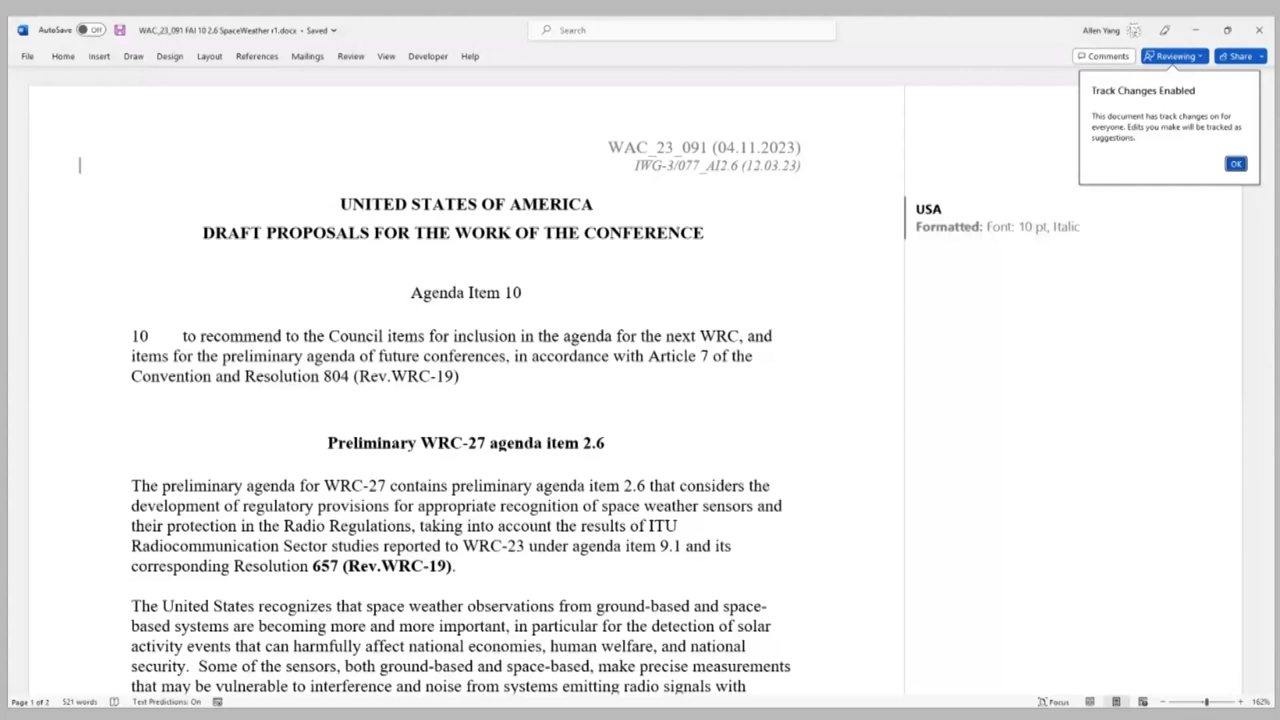 AutoSave Off WAC_23_091 FAI 10 2.6 SpaceWeather r1.docx • Saved Search Allen Yang
File Home Insert Draw Design Layout References Mailings Review View Developer Help Comments Reviewing Share
Track Changes Enabled
This document has track changes on for
everyone. Edits you make will be tracked as
suggestions.
OK
WAC_23_091 (04.11.2023)
IWG-3/077_AI2.6 (12.03.23)
UNITED STATES OF AMERICA
DRAFT PROPOSALS FOR THE WORK OF THE CONFERENCE
USA
Formatted: Font: 10 pt, Italic
Agenda Item 10
10 to recommend to the Council items for inclusion in the agenda for the next WRC, and
items for the preliminary agenda of future conferences, in accordance with Article 7 of the
Convention and Resolution 804 (Rev.WRC-19)
Preliminary WRC-27 agenda item 2.6
The preliminary agenda for WRC-27 contains preliminary agenda item 2.6 that considers the
development of regulatory provisions for appropriate recognition of space weather sensors and
their protection in the Radio Regulations, taking into account the results of ITU
Radiocommunication Sector studies reported to WRC-23 under agenda item 9.1 and its
corresponding Resolution 657 (Rev.WRC-19).
The United States recognizes that space weather observations from ground-based and space-
based systems are becoming more and more important, in particular for the detection of solar
activity events that can harmfully affect national economies, human welfare, and national
security. Some of the sensors, both ground-based and space-based, make precise measurements
that may be vulnerable to interference and noise from systems emitting radio signals with
Page 1 of 2 521 words Text Predictions: On Focus 162%